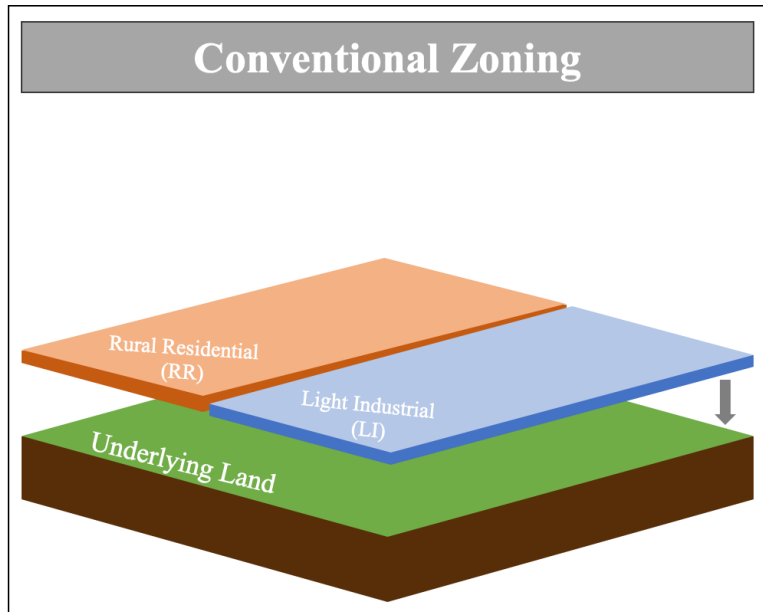 Conventional Zoning
Rural Residential
(RR)
Light Industrial
(LI)
Underlying Land